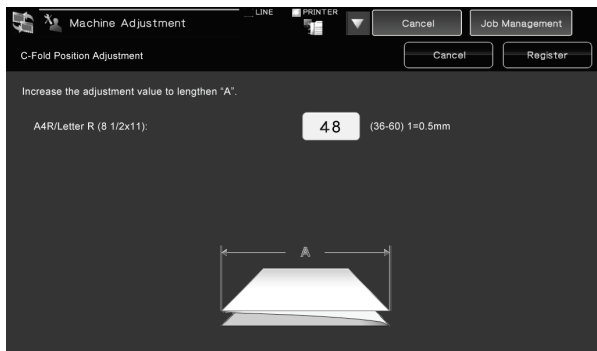 LINE
PRINTER
Machine Adjustment
Cancel
Job Management
C-Fold Position Adjustment
Cancel
Register
Increase the adjustment value to lengthen “A”.
A4R/Letter R (8 1/2x11):
48
(36-60) 1=0.5mm
A